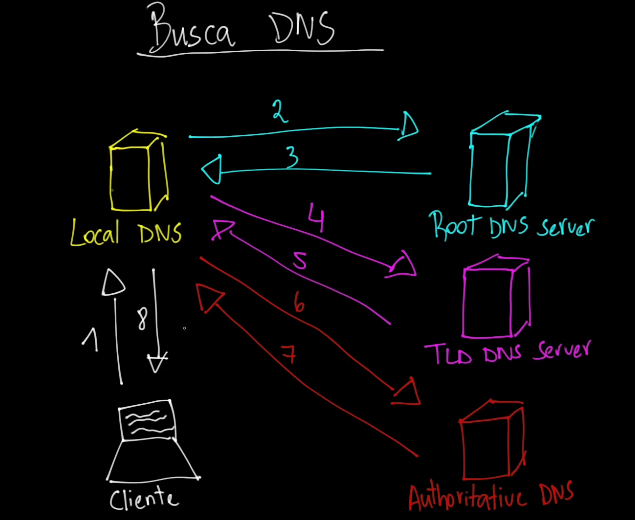 Busca DNS
2
3
Local DNS
Root DNS server
4
5
TLD DNS Server
1
8
6
7
Cliente
Authoritative DNS